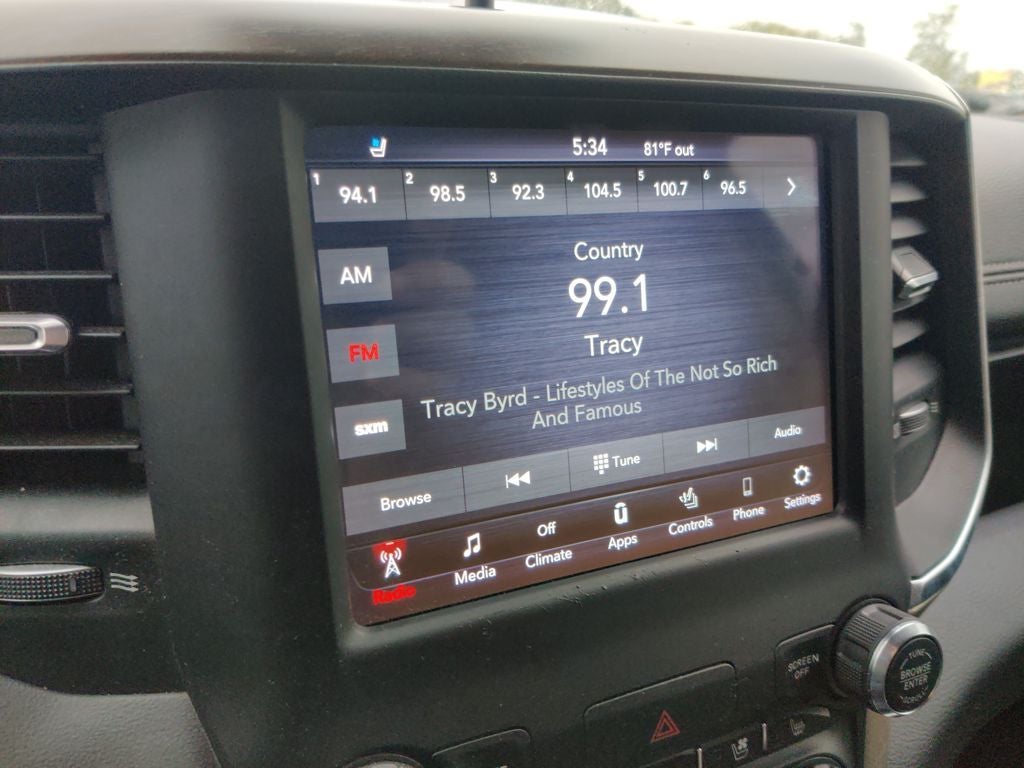 5:34 81°F out
1 94.1 2 98.5 3 92.3 4 104.5 5 100.7 6 96.5
Country
AM
99.1
FM
Tracy
Tracy Byrd - Lifestyles Of The Not So Rich
And Famous
sxm
Browse Tune Audio
Off
Radio Media Climate Apps Controls Phone Settings
SCREEN
OFF
TUNE
BROWSE
ENTER
SCROLL